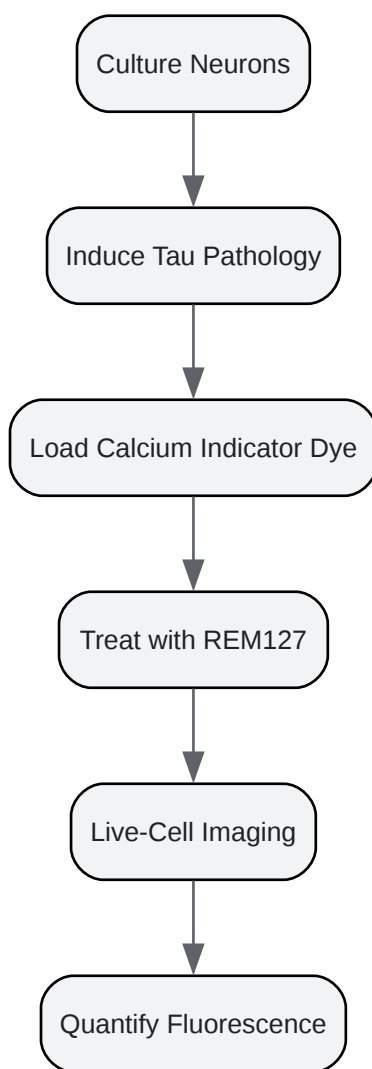 Culture Neurons
Induce Tau Pathology
Load Calcium Indicator Dye
Treat with REM127
Live-Cell Imaging
Quantify Fluorescence